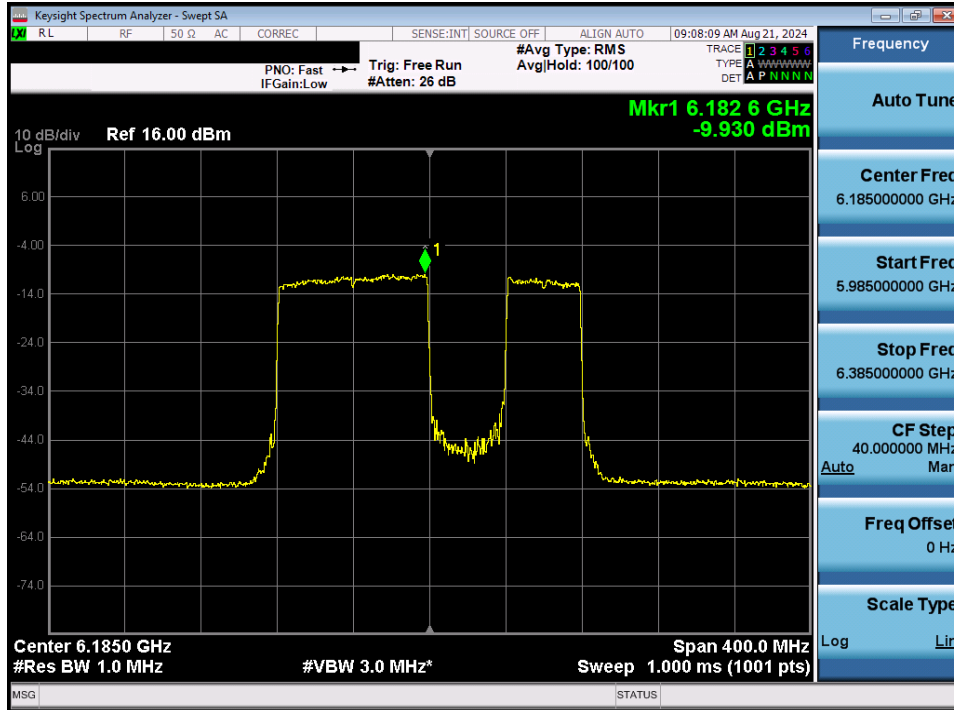 Keysight Spectrum Analyzer - Swept SA
LXI RL RF 50 Ω AC CORREC SENSE:INT SOURCE OFF ALIGN AUTO 09:08:09 AM Aug 21, 2024
PNO: Fast
IFGain:Low
Trig: Free Run
#Atten: 26 dB
#Avg Type: RMS
Avg|Hold: 100/100
TRACE 1 2 3 4 5 6
TYPE A WWWWW
DET A P N N N N
Mkr1 6.182 6 GHz
-9.930 dBm
10 dB/div Ref 16.00 dBm
Log
6.00
-4.00
-14.0
-24.0
-34.0
-44.0
-54.0
-64.0
-74.0
1
Center 6.1850 GHz Span 400.0 MHz
#Res BW 1.0 MHz #VBW 3.0 MHz* Sweep 1.000 ms (1001 pts)
MSG STATUS
Frequency
Auto Tune
Center Freq
6.185000000 GHz
Start Freq
5.985000000 GHz
Stop Freq
6.385000000 GHz
CF Step
40.000000 MHz
Auto Man
Freq Offset
0 Hz
Scale Type
Log Lin